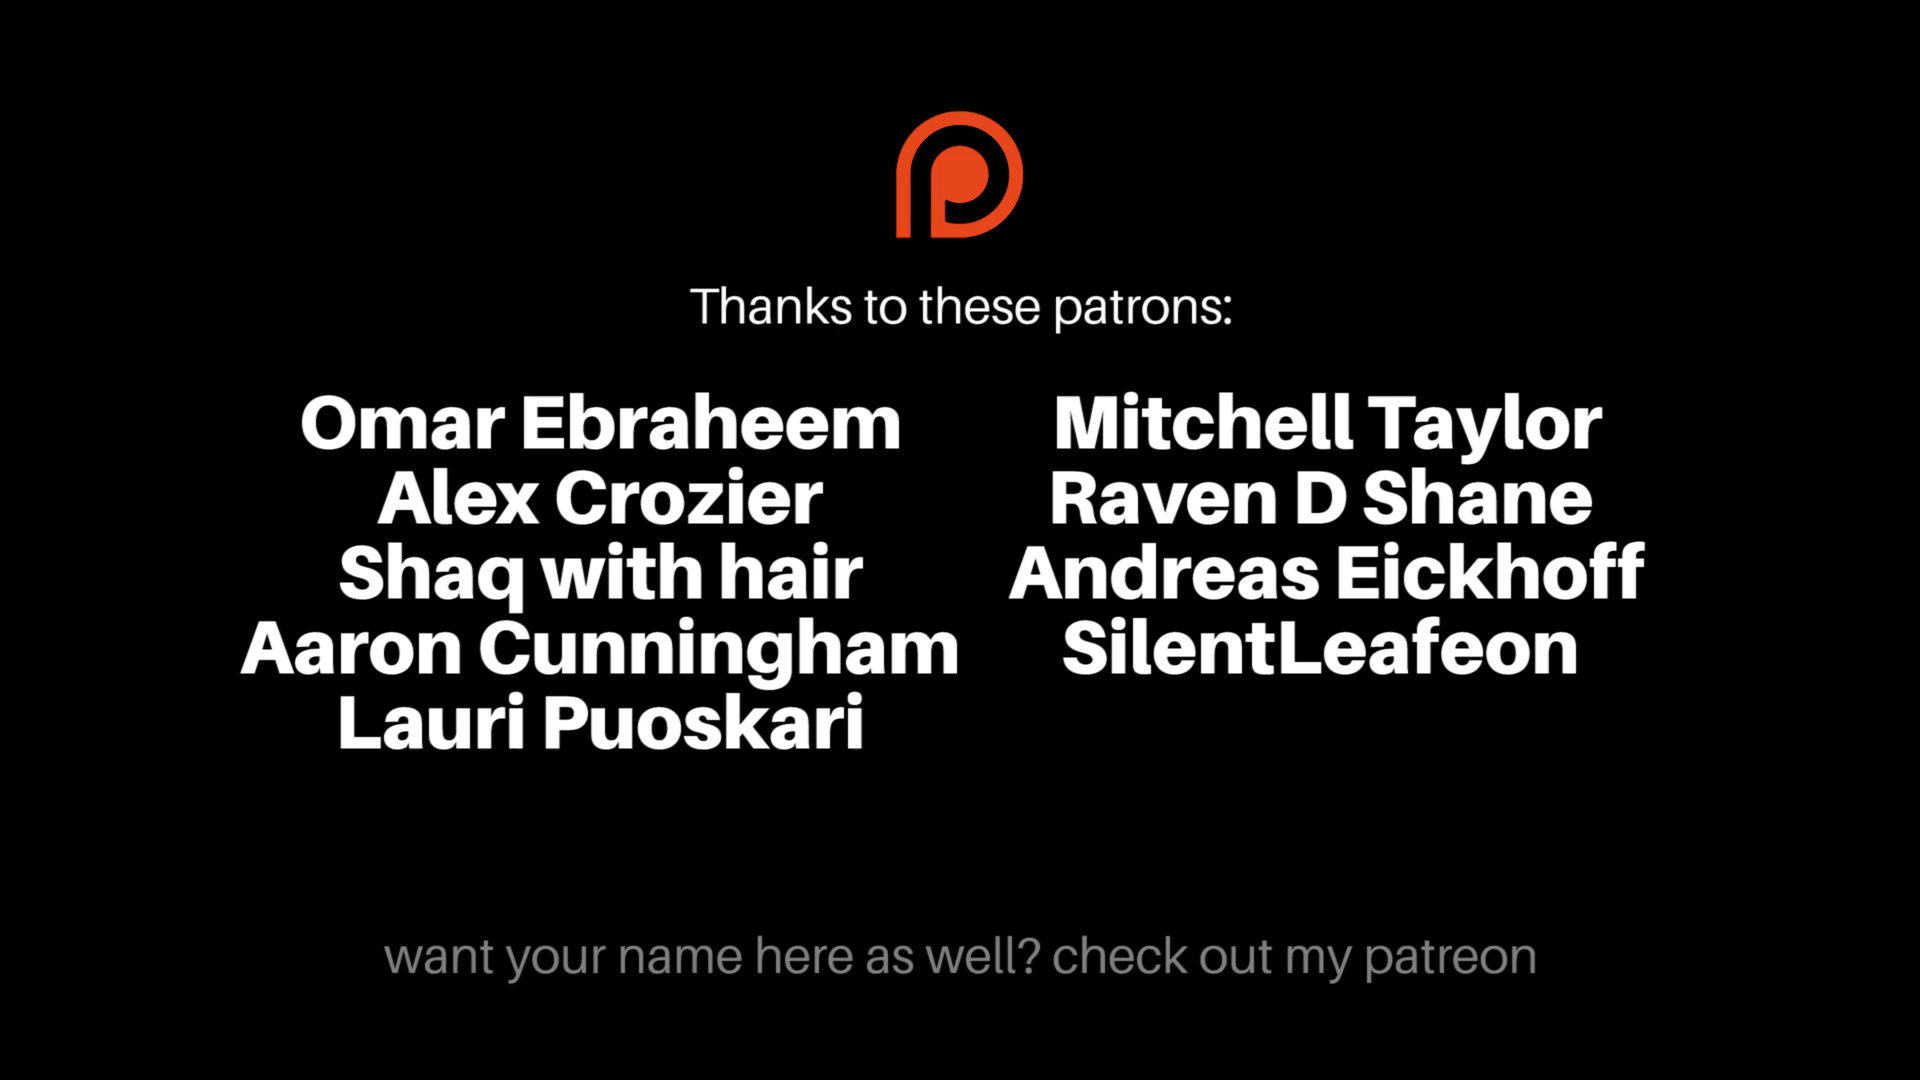 Thanks to these patrons:
Omar Ebraheem
Alex Crozier
Shaq with hair
Aaron Cunningham
Lauri Puoskari
Mitchell Taylor
Raven D Shane
Andreas Eickhoff
SilentLeafeon
want your name here as well? check out my patreon